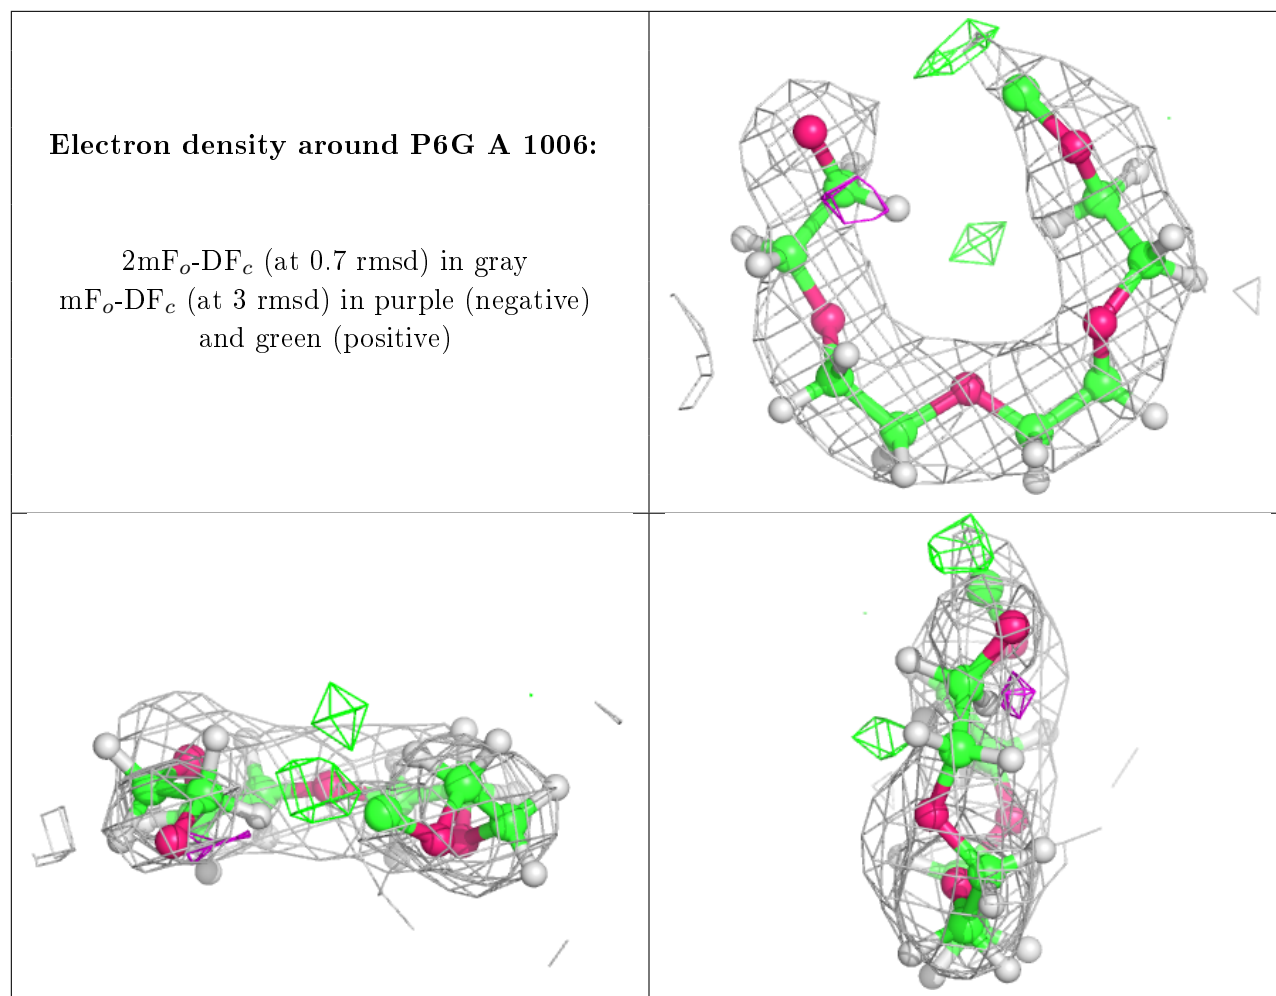 Electron density around P6G A 1006:
2mFo-DFc (at 0.7 rmsd) in gray
mFo-DFc (at 3 rmsd) in purple (negative)
and green (positive)